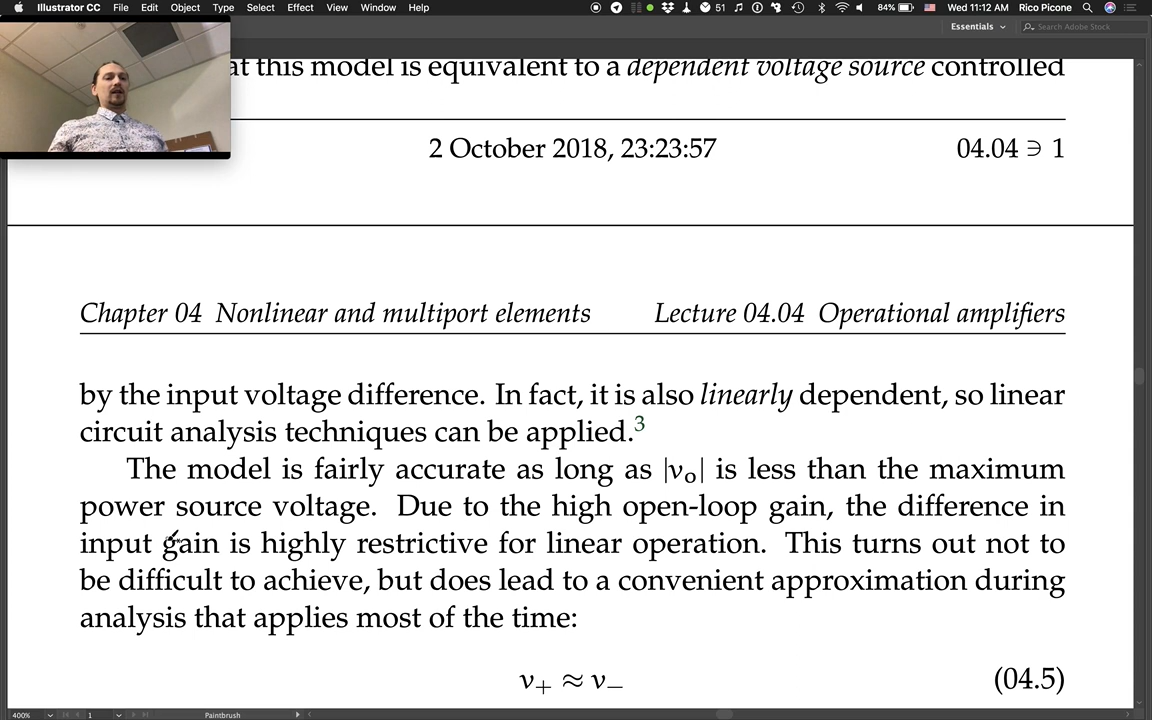 Illustrator CC File Edit Object Type Select Effect View Window Help 51 84% Wed 11:12 AM Rico Picone
Essentials Search Adobe Stock
at this model is equivalent to a dependent voltage source controlled
2 October 2018, 23:23:57 04.04 ∋ 1
Chapter 04 Nonlinear and multiport elements Lecture 04.04 Operational amplifiers
by the input voltage difference. In fact, it is also linearly dependent, so linear
circuit analysis techniques can be applied.3
The model is fairly accurate as long as |vo| is less than the maximum
power source voltage. Due to the high open-loop gain, the difference in
input gain is highly restrictive for linear operation. This turns out not to
be difficult to achieve, but does lead to a convenient approximation during
analysis that applies most of the time:
v+ ≈ v− (04.5)
400% 1 Paintbrush